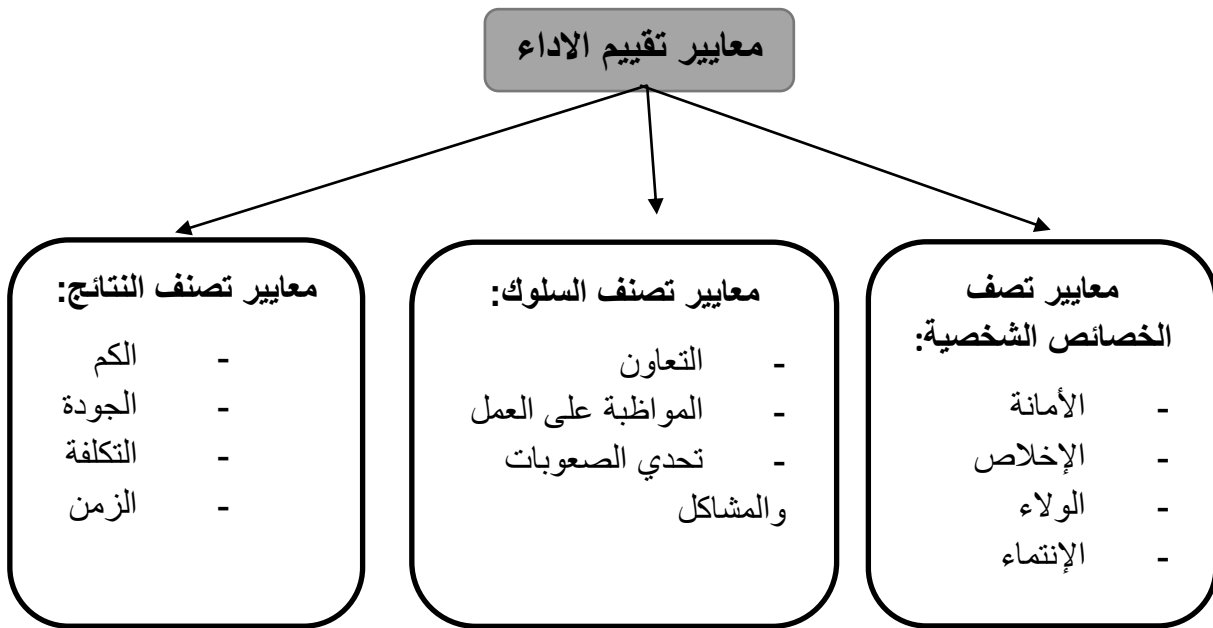 معايير تقييم الاداء
معايير تصف
الخصائص الشخصية:
- الأمانة
- الإخلاص
- الولاء
- الإنتماء
معايير تصنف السلوك:
- التعاون
- المواظبة على العمل
- تحدي الصعوبات
والمشاكل
معايير تصنف النتائج:
- الكم
- الجودة
- التكلفة
- الزمن